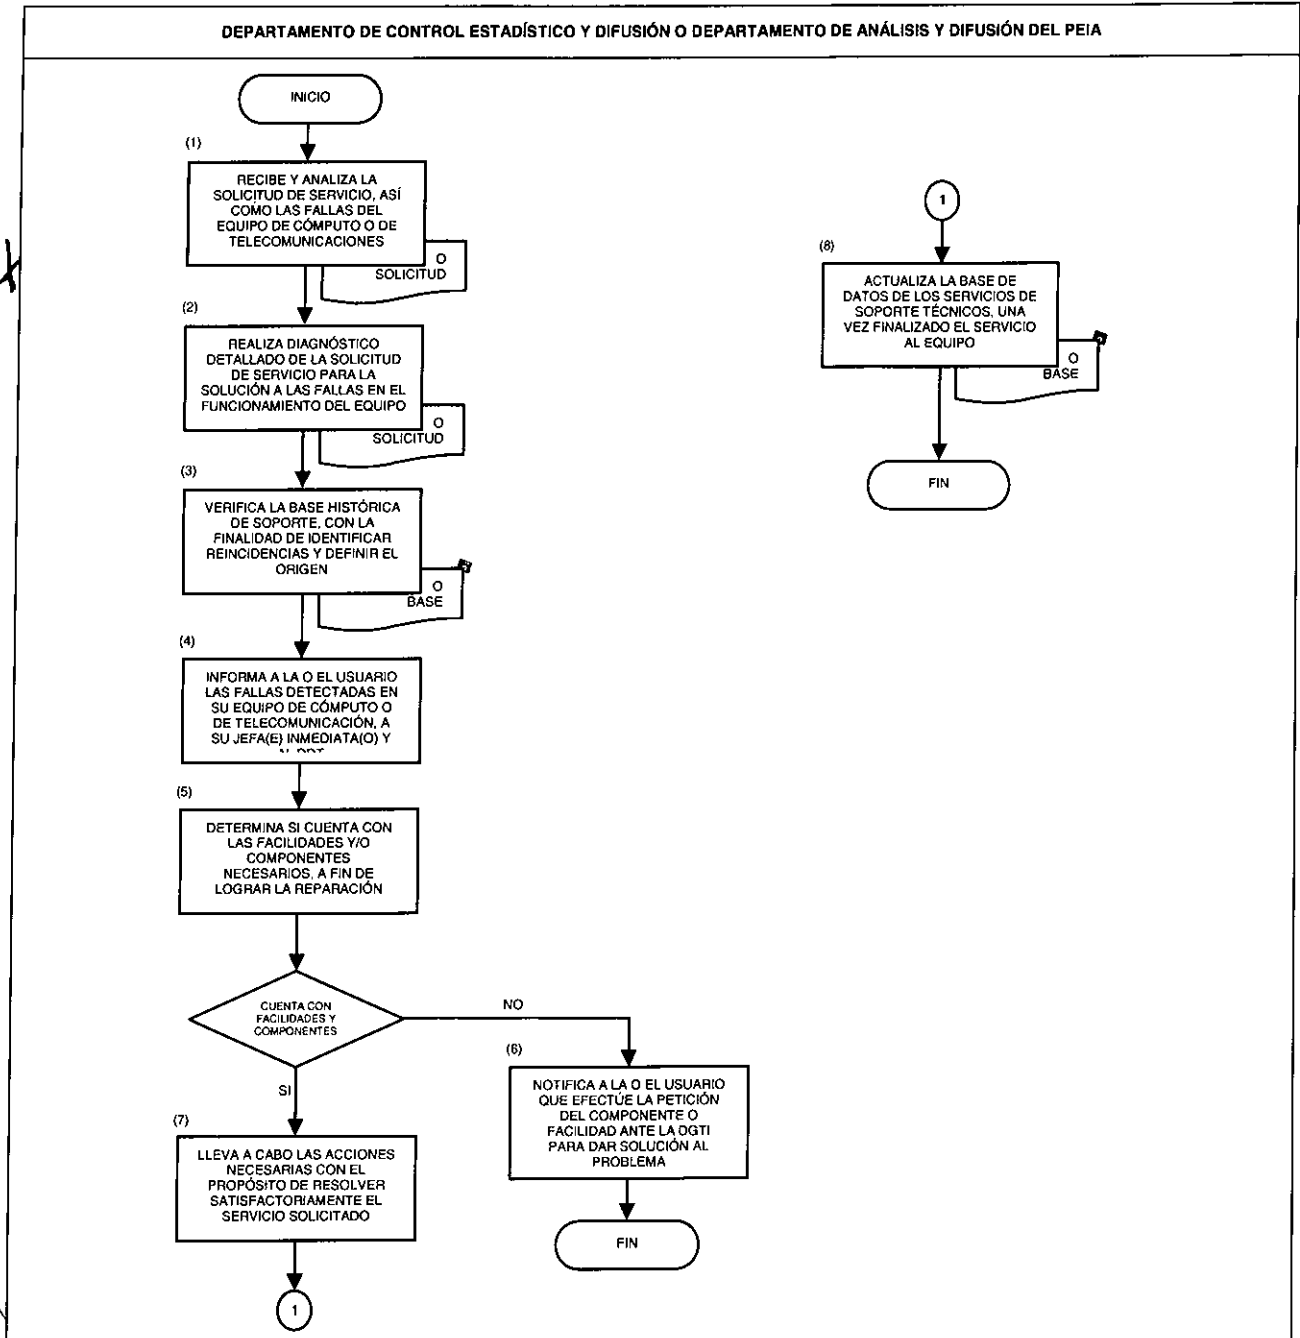 DEPARTAMENTO DE CONTROL ESTADÍSTICO Y DIFUSIÓN O DEPARTAMENTO DE ANÁLISIS Y DIFUSIÓN DEL PEIA
INICIO
(1)
RECIBE Y ANALIZA LA
SOLICITUD DE SERVICIO, ASÍ
COMO LAS FALLAS DEL
EQUIPO DE CÓMPUTO O DE
TELECOMUNICACIONES
O
SOLICITUD
(2)
REALIZA DIAGNÓSTICO
DETALLADO DE LA SOLICITUD
DE SERVICIO PARA LA
SOLUCIÓN A LAS FALLAS EN EL
FUNCIONAMIENTO DEL EQUIPO
O
SOLICITUD
(3)
VERIFICA LA BASE HISTÓRICA
DE SOPORTE, CON LA
FINALIDAD DE IDENTIFICAR
REINCIDENCIAS Y DEFINIR EL
ORIGEN
O
BASE
(4)
INFORMA A LA O EL USUARIO
LAS FALLAS DETECTADAS EN
SU EQUIPO DE CÓMPUTO O
DE TELECOMUNICACIÓN, A
SU JEFA(E) INMEDIATA(O) Y
(5)
DETERMINA SI CUENTA CON
LAS FACILIDADES Y/O
COMPONENTES
NECESARIOS, A FIN DE
LOGRAR LA REPARACIÓN
CUENTA CON
FACILIDADES Y
COMPONENTES
NO
SI
(6)
NOTIFICA A LA O EL USUARIO
QUE EFECTÚE LA PETICIÓN
DEL COMPONENTE O
FACILIDAD ANTE LA DGTI
PARA DAR SOLUCIÓN AL
PROBLEMA
FIN
(7)
LLEVA A CABO LAS ACCIONES
NECESARIAS CON EL
PROPÓSITO DE RESOLVER
SATISFACTORIAMENTE EL
SERVICIO SOLICITADO
1
1
(8)
ACTUALIZA LA BASE DE
DATOS DE LOS SERVICIOS DE
SOPORTE TÉCNICOS, UNA
VEZ FINALIZADO EL SERVICIO
AL EQUIPO
O
BASE
FIN